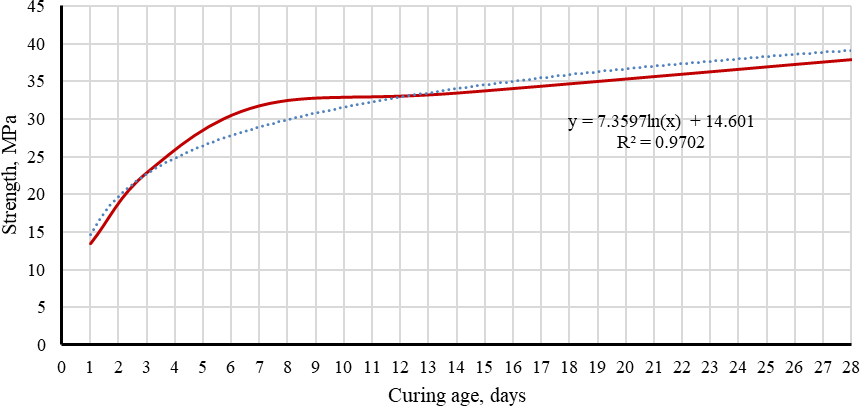 45
40
35
30
25
20
15
10
5
0
Strength, MPa
y = 7.3597ln(x) + 14.601
R² = 0.9702
0 1 2 3 4 5 6 7 8 9 10 11 12 13 14 15 16 17 18 19 20 21 22 23 24 25 26 27 28
Curing age, days